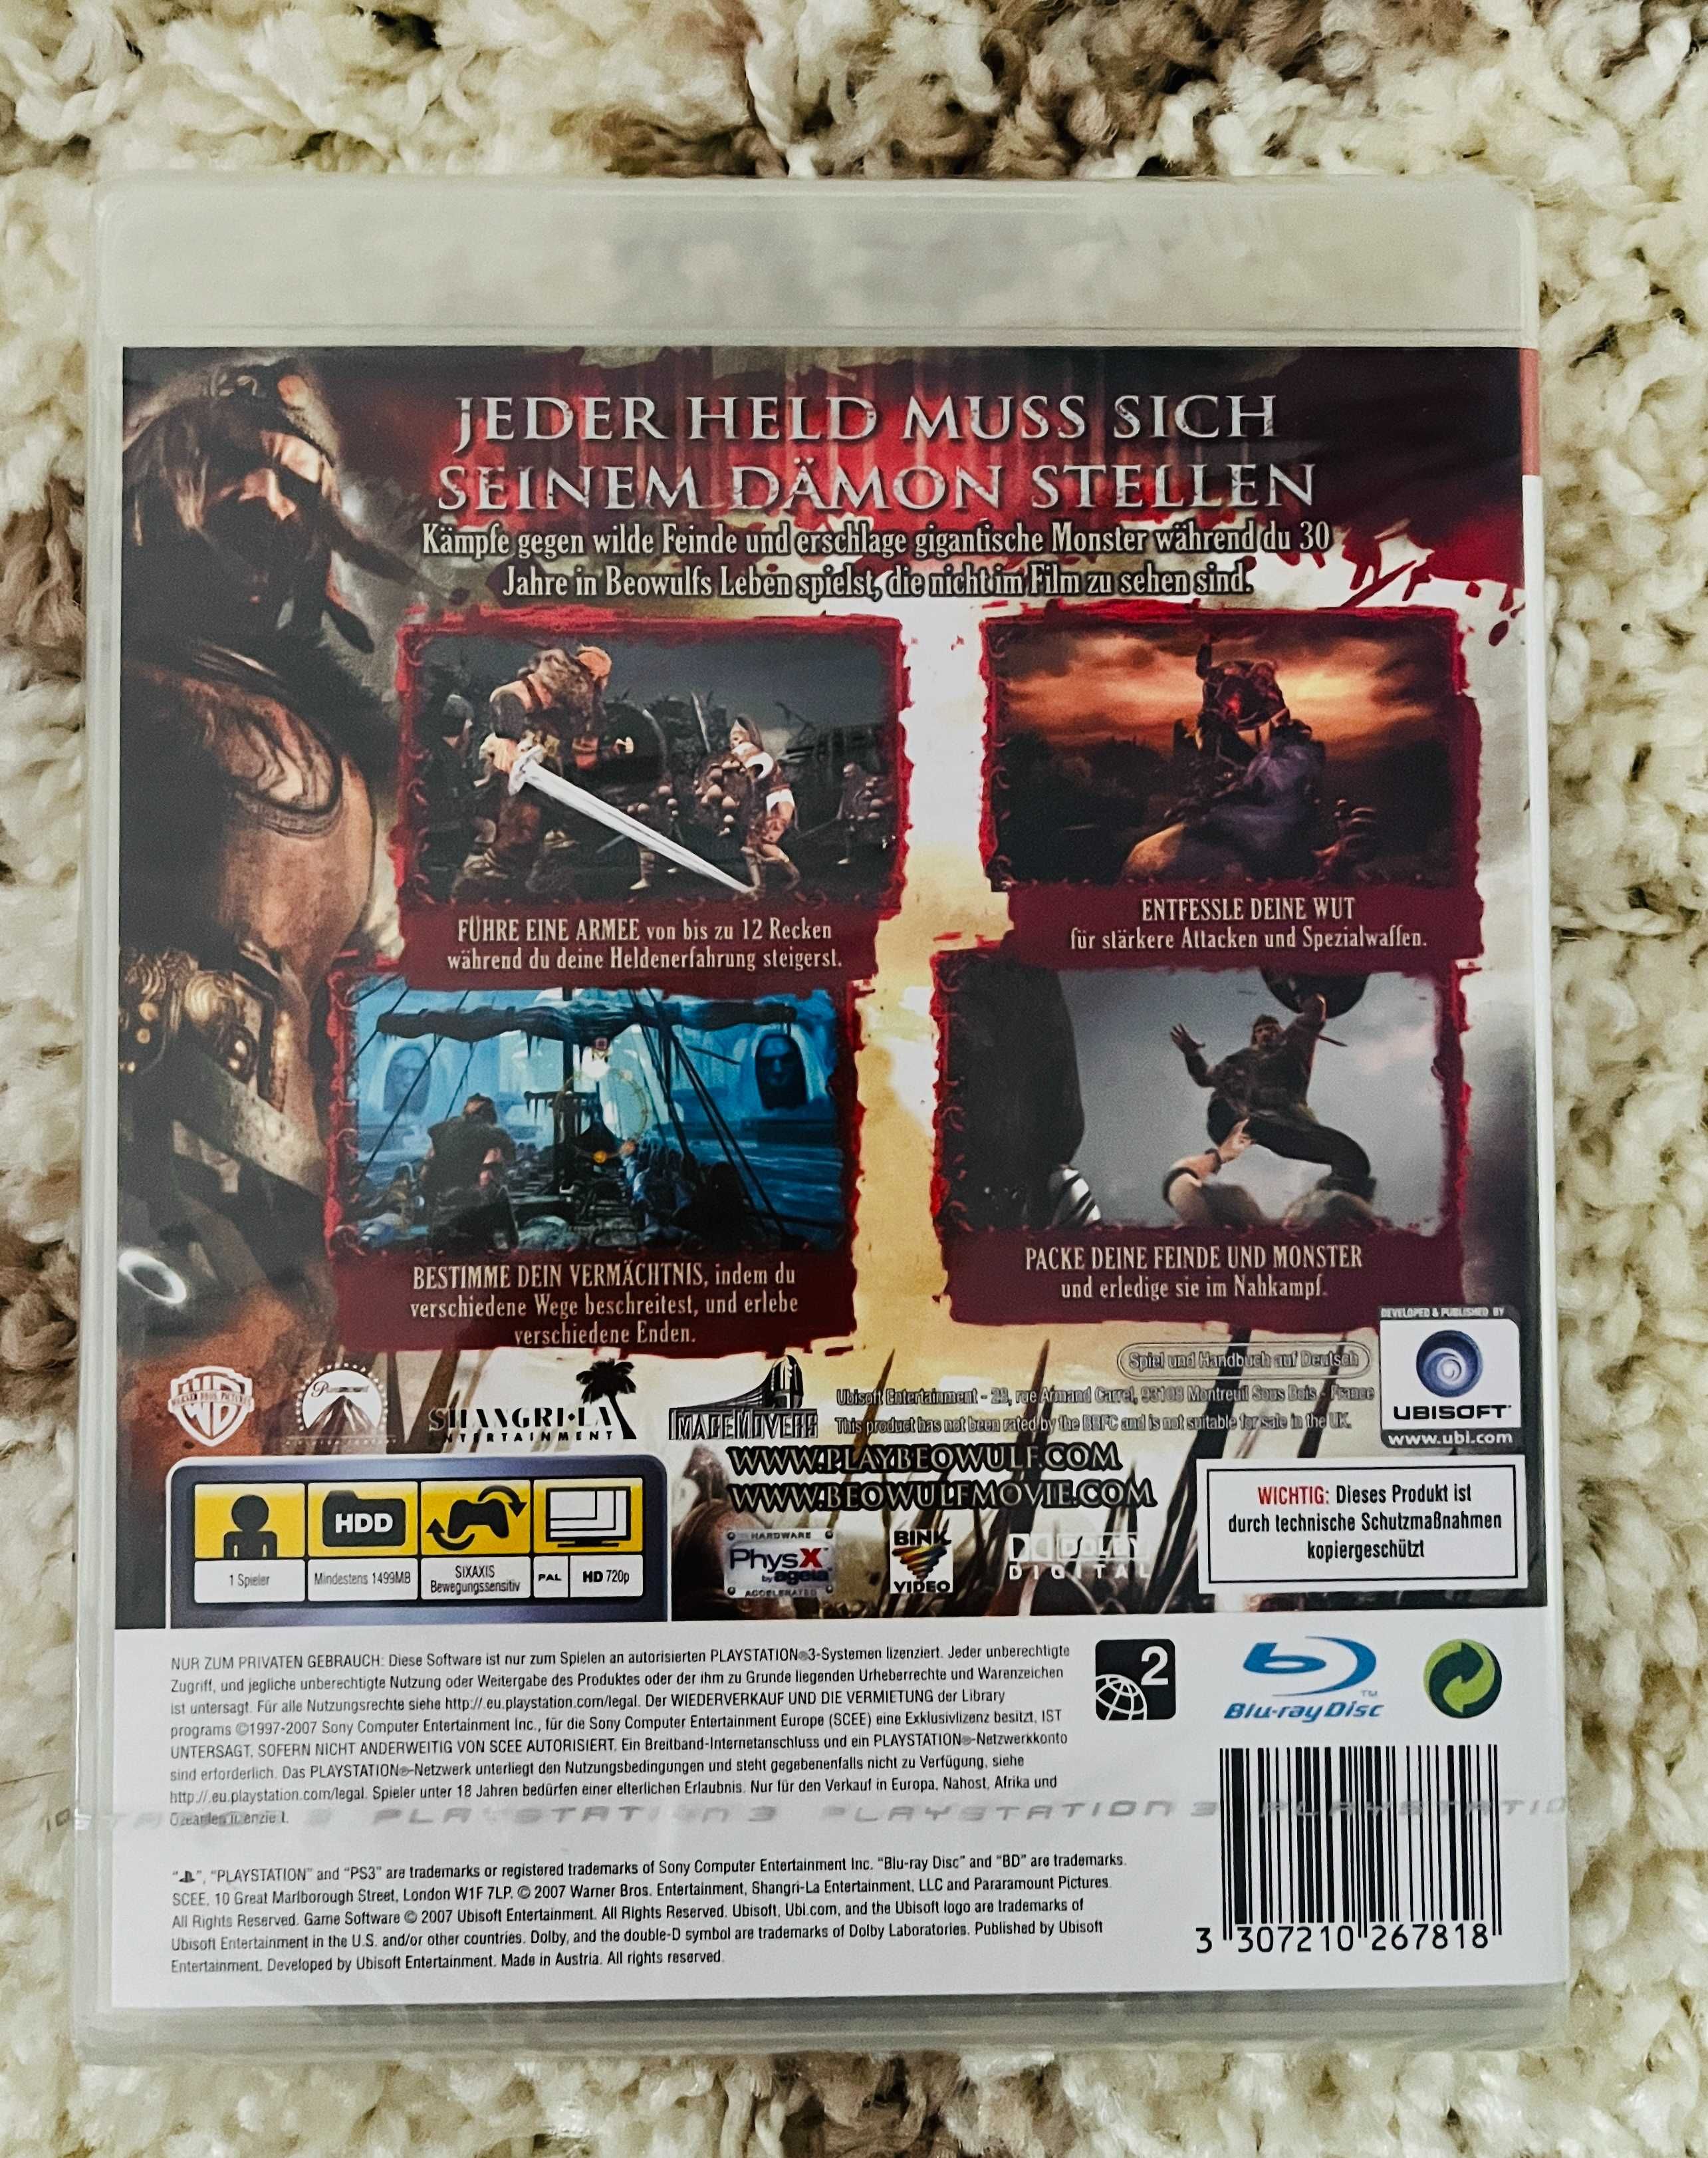 JEDER HELD MUSS SICH
SEINEM DÄMON STELLEN
Kämpfe gegen wilde Feinde und erschlage gigantische Monster während du 30
Jahre in Beowulfs Leben spielst, die nicht im Film zu sehen sind.
FÜHRE EINE ARMEE von bis zu 12 Recken
während du deine Heldenerfahrung steigerst.
ENTFESSLE DEINE WUT
für stärkere Attacken und Spezialwaffen.
BESTIMME DEIN VERMÄCHTNIS, indem du
verschiedene Wege beschreitest, und erlebe
verschiedene Enden.
PACKE DEINE FEINDE UND MONSTER
und erledige sie im Nahkampf.
DEVELOPED & PUBLISHED BY
UBISOFT
www.ubi.com
Spiel und Handbuch auf Deutsch
WB
WARNER BROS. PICTURES
Paramount
SHANGRI-LA
ENTERTAINMENT
IMAGEMOVERS
Ubisoft Entertainment - 28, rue Armand Carrel, 93108 Montreuil Sous Bois - France
This product has not been rated by the BBFC and is not suitable for sale in the UK.
WWW.PLAYBEOWULF.COM
WWW.BEOWULFMOVIE.COM
HDD
1 Spieler
Mindestens 1499MB
SIXAXIS
Bewegungssensitiv
PAL
HD 720p
HARDWARE
PhysX
by ageia
ACCELERATED
BINK
VIDEO
DOLBY
DIGITAL
WICHTIG: Dieses Produkt ist
durch technische Schutzmaßnahmen
kopiergeschützt
NUR ZUM PRIVATEN GEBRAUCH: Diese Software ist nur zum Spielen an autorisierten PLAYSTATION®3-Systemen lizenziert. Jeder unberechtigte
Zugriff, und jegliche unberechtigte Nutzung oder Weitergabe des Produktes oder der ihm zu Grunde liegenden Urheberrechte und Warenzeichen
ist untersagt. Für alle Nutzungsrechte siehe http://.eu.playstation.com/legal. Der WIEDERVERKAUF UND DIE VERMIETUNG der Library
programs ©1997-2007 Sony Computer Entertainment Inc., für die Sony Computer Entertainment Europe (SCEE) eine Exklusivlizenz besitzt, IST
UNTERSAGT, SOFERN NICHT ANDERWEITIG VON SCEE AUTORISIERT. Ein Breitband-Internetanschluss und ein PLAYSTATION®-Netzwerkkonto
sind erforderlich. Das PLAYSTATION®-Netzwerk unterliegt den Nutzungsbedingungen und steht gegebenenfalls nicht zu Verfügung, siehe
http://.eu.playstation.com/legal. Spieler unter 18 Jahren bedürfen einer elterlichen Erlaubnis. Nur für den Verkauf in Europa, Nahost, Afrika und
PLAYSTATION 3 PLAYSTATION 3
2
Blu-ray Disc™
"PLAYSTATION" and "PS3" are trademarks or registered trademarks of Sony Computer Entertainment Inc. "Blu-ray Disc" and "BD" are trademarks.
SCEE, 10 Great Marlborough Street, London W1F 7LP. © 2007 Warner Bros. Entertainment, Shangri-La Entertainment, LLC and Pararamount Pictures.
All Rights Reserved. Game Software © 2007 Ubisoft Entertainment. All Rights Reserved. Ubisoft, Ubi.com, and the Ubisoft logo are trademarks of
Ubisoft Entertainment in the U.S. and/or other countries. Dolby, and the double-D symbol are trademarks of Dolby Laboratories. Published by Ubisoft
Entertainment. Developed by Ubisoft Entertainment. Made in Austria. All rights reserved.
3 307210 267818